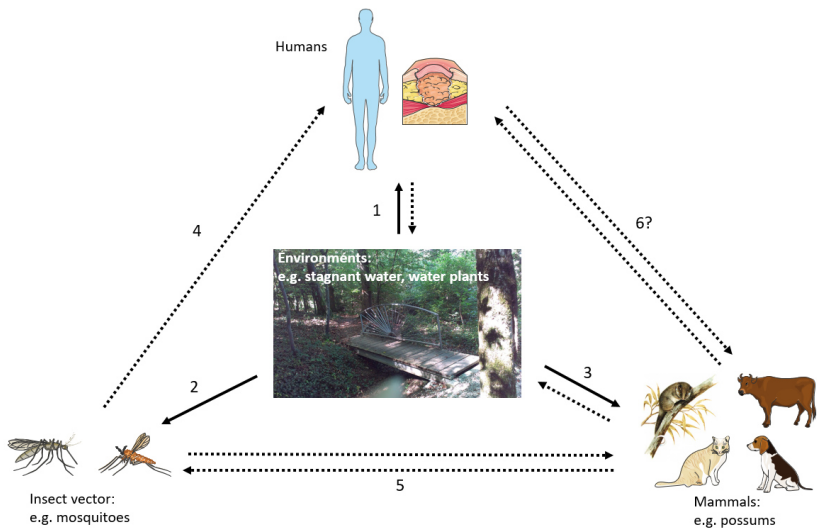 Humans
4
1
6?
Environments:
e.g. stagnant water, water plants
2
3
5
Insect vector:
e.g. mosquitoes
Mammals:
e.g. possums